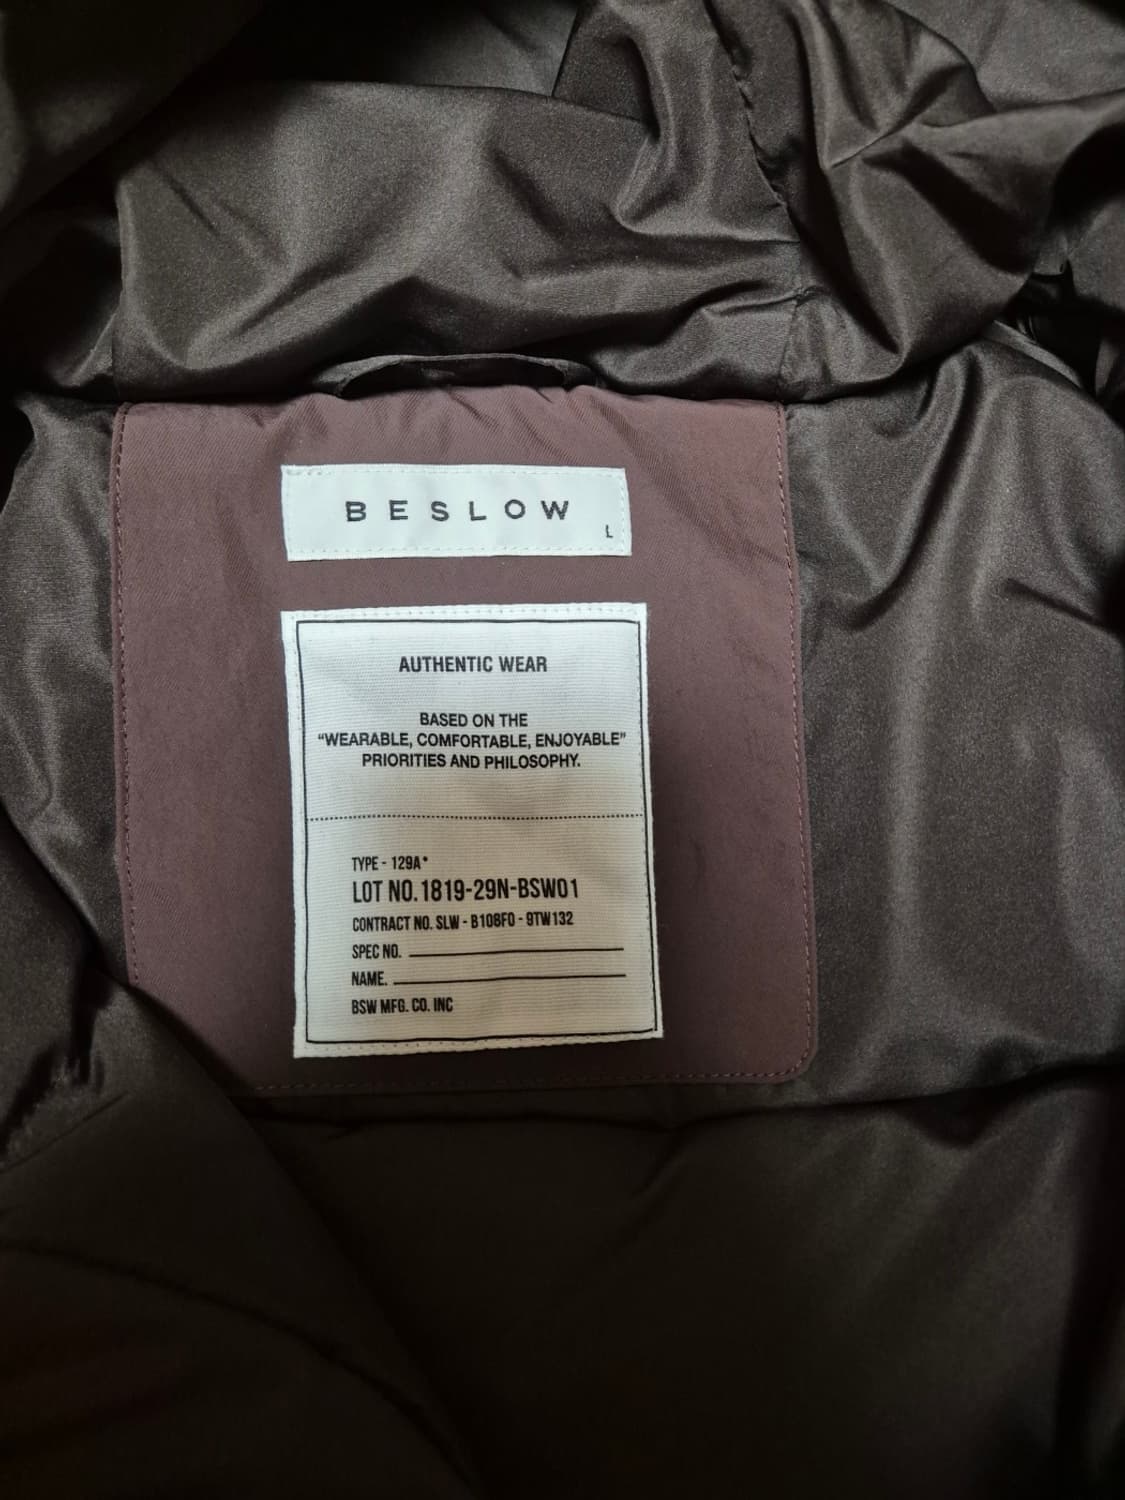 BESLOW
L
AUTHENTIC WEAR
BASED ON THE
“WEARABLE, COMFORTABLE, ENJOYABLE”
PRIORITIES AND PHILOSOPHY.
TYPE - 129A*
LOT NO. 1819-29N-BSW01
CONTRACT NO. SLW - B108F0 - 9TW132
SPEC NO.
NAME.
BSW MFG. CO. INC